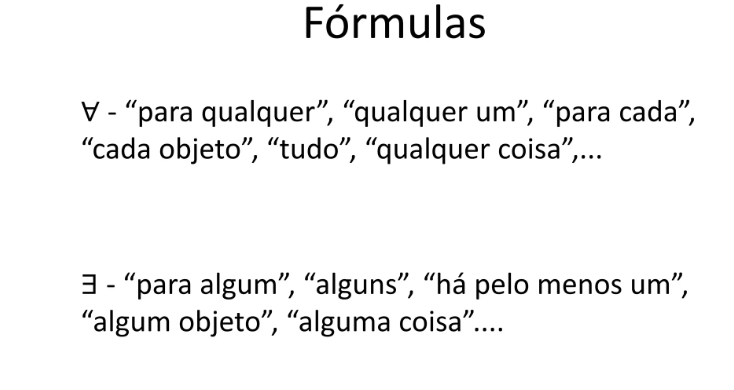 Fórmulas
∀ - “para qualquer”, “qualquer um”, “para cada”,
“cada objeto”, “tudo”, “qualquer coisa”,...
∃ - “para algum”, “alguns”, “há pelo menos um”,
“algum objeto”, “alguma coisa”....